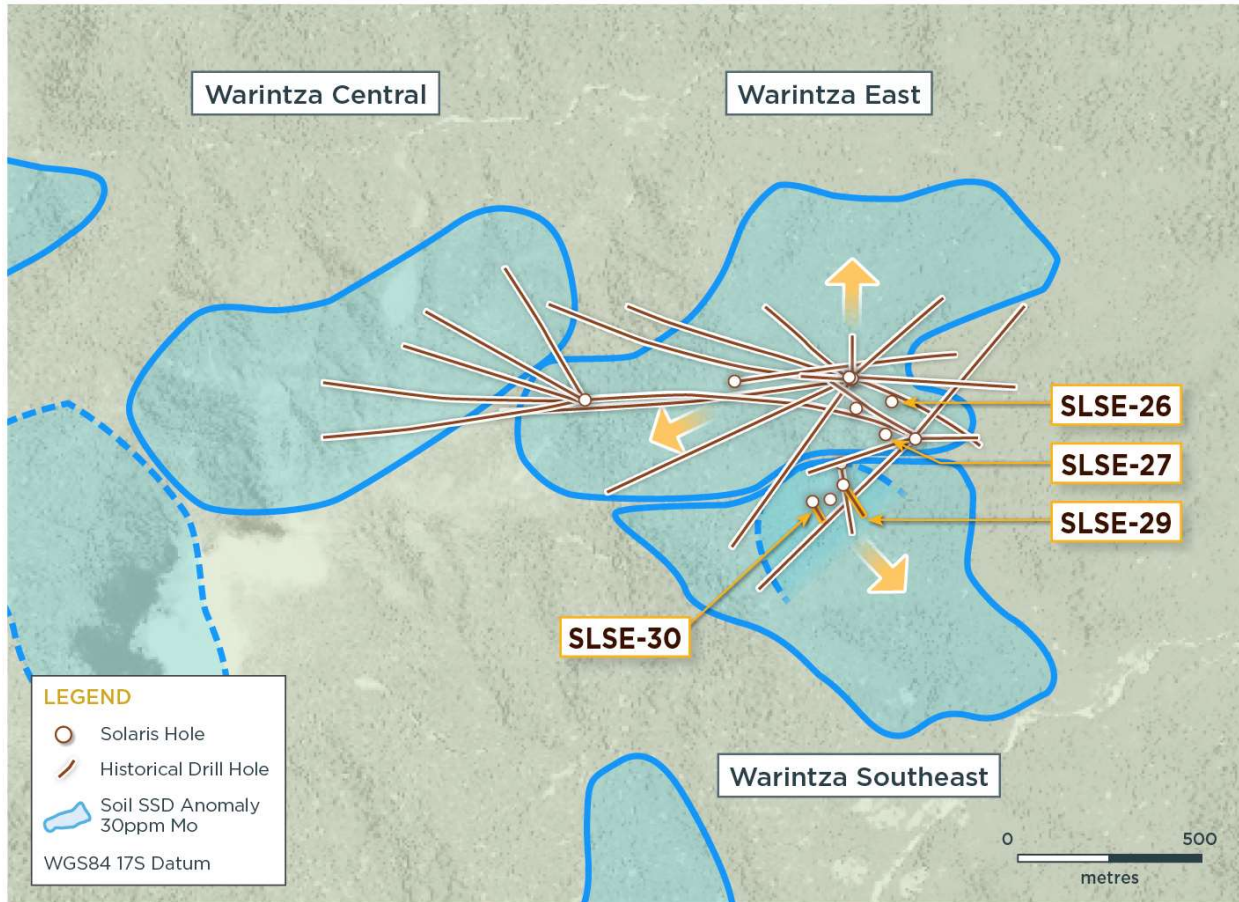 Warintza Central
Warintza East
SLSE-26
SLSE-27
SLSE-29
SLSE-30
Warintza Southeast
LEGEND
Solaris Hole
Historical Drill Hole
Soil SSD Anomaly
30ppm Mo
WGS84 17S Datum
0 500
metres